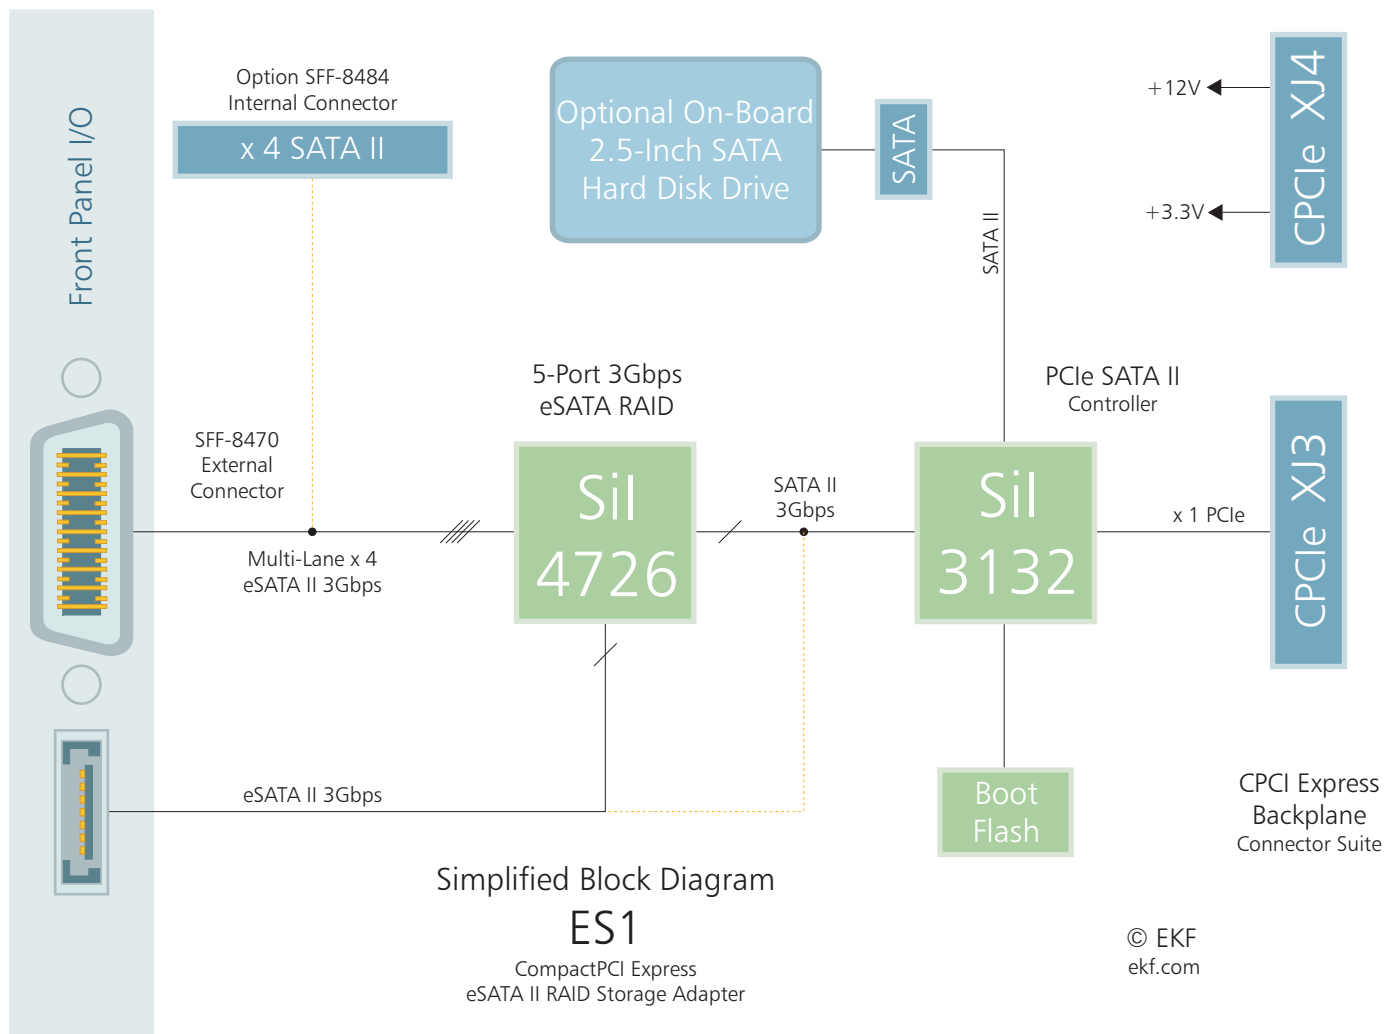 Front Panel I/O
Option SFF-8484
Internal Connector
x 4 SATA II
Optional On-Board
2.5-Inch SATA
Hard Disk Drive
SATA
SATA II
+12V
+3.3V
CPCIe XJ4
5-Port 3Gbps
eSATA RAID
PCIe SATA II
Controller
SFF-8470
External
Connector
SiI
4726
SATA II
3Gbps
SiI
3132
x 1 PCIe
CPCIe XJ3
Multi-Lane x 4
eSATA II 3Gbps
eSATA II 3Gbps
Boot
Flash
CPCI Express
Backplane
Connector Suite
Simplified Block Diagram
ES1
CompactPCI Express
eSATA II RAID Storage Adapter
© EKF
ekf.com